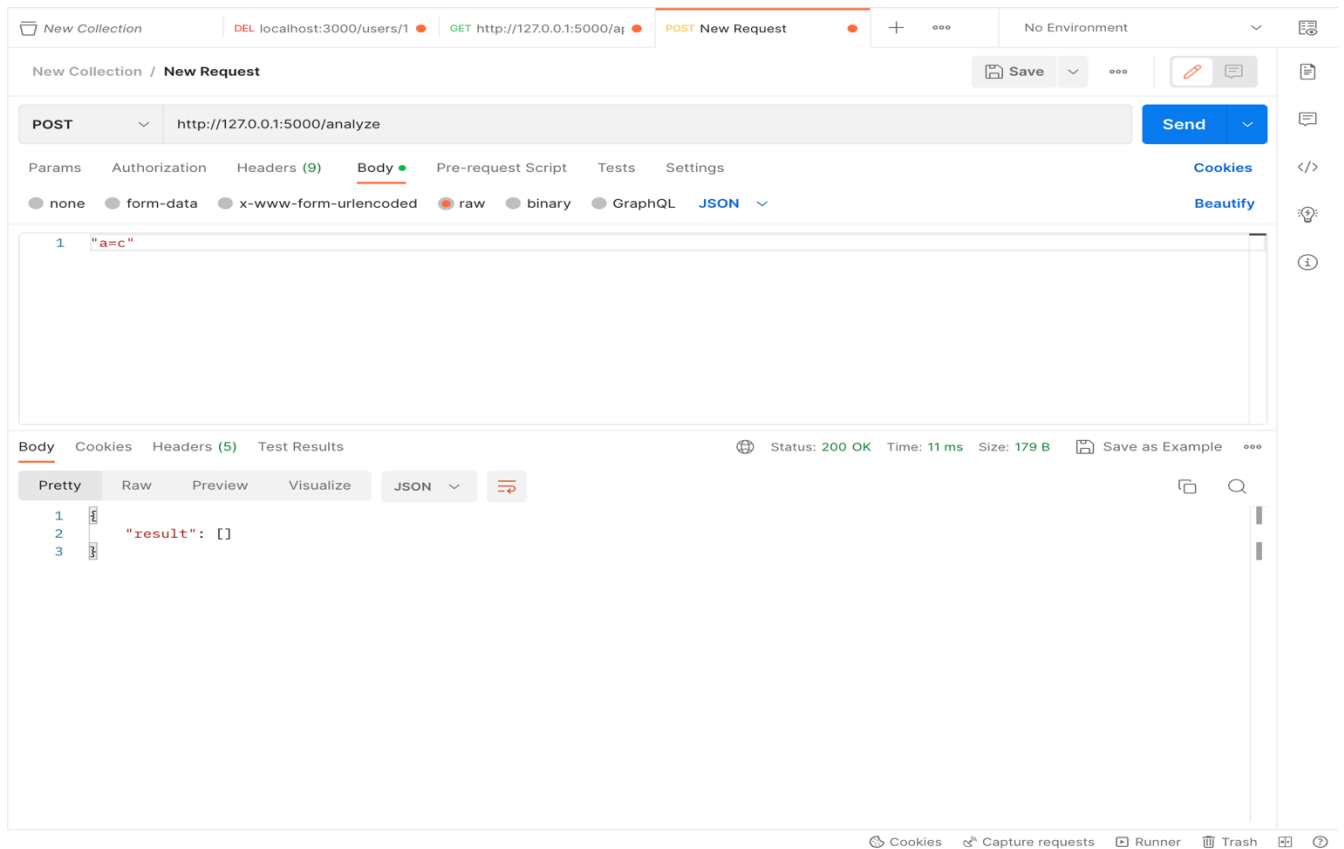 New Collection DEL localhost:3000/users/1 GET http://127.0.0.1:5000/a POST New Request No Environment
New Collection / New Request Save
POST http://127.0.0.1:5000/analyze Send
Params Authorization Headers (9) Body Pre-request Script Tests Settings Cookies
none form-data x-www-form-urlencoded raw binary GraphQL JSON Beautify
1 "a=c"
Body Cookies Headers (5) Test Results Status: 200 OK Time: 11 ms Size: 179 B Save as Example
Pretty Raw Preview Visualize JSON
1 {
2 "result": []
3 }
Cookies Capture requests Runner Trash